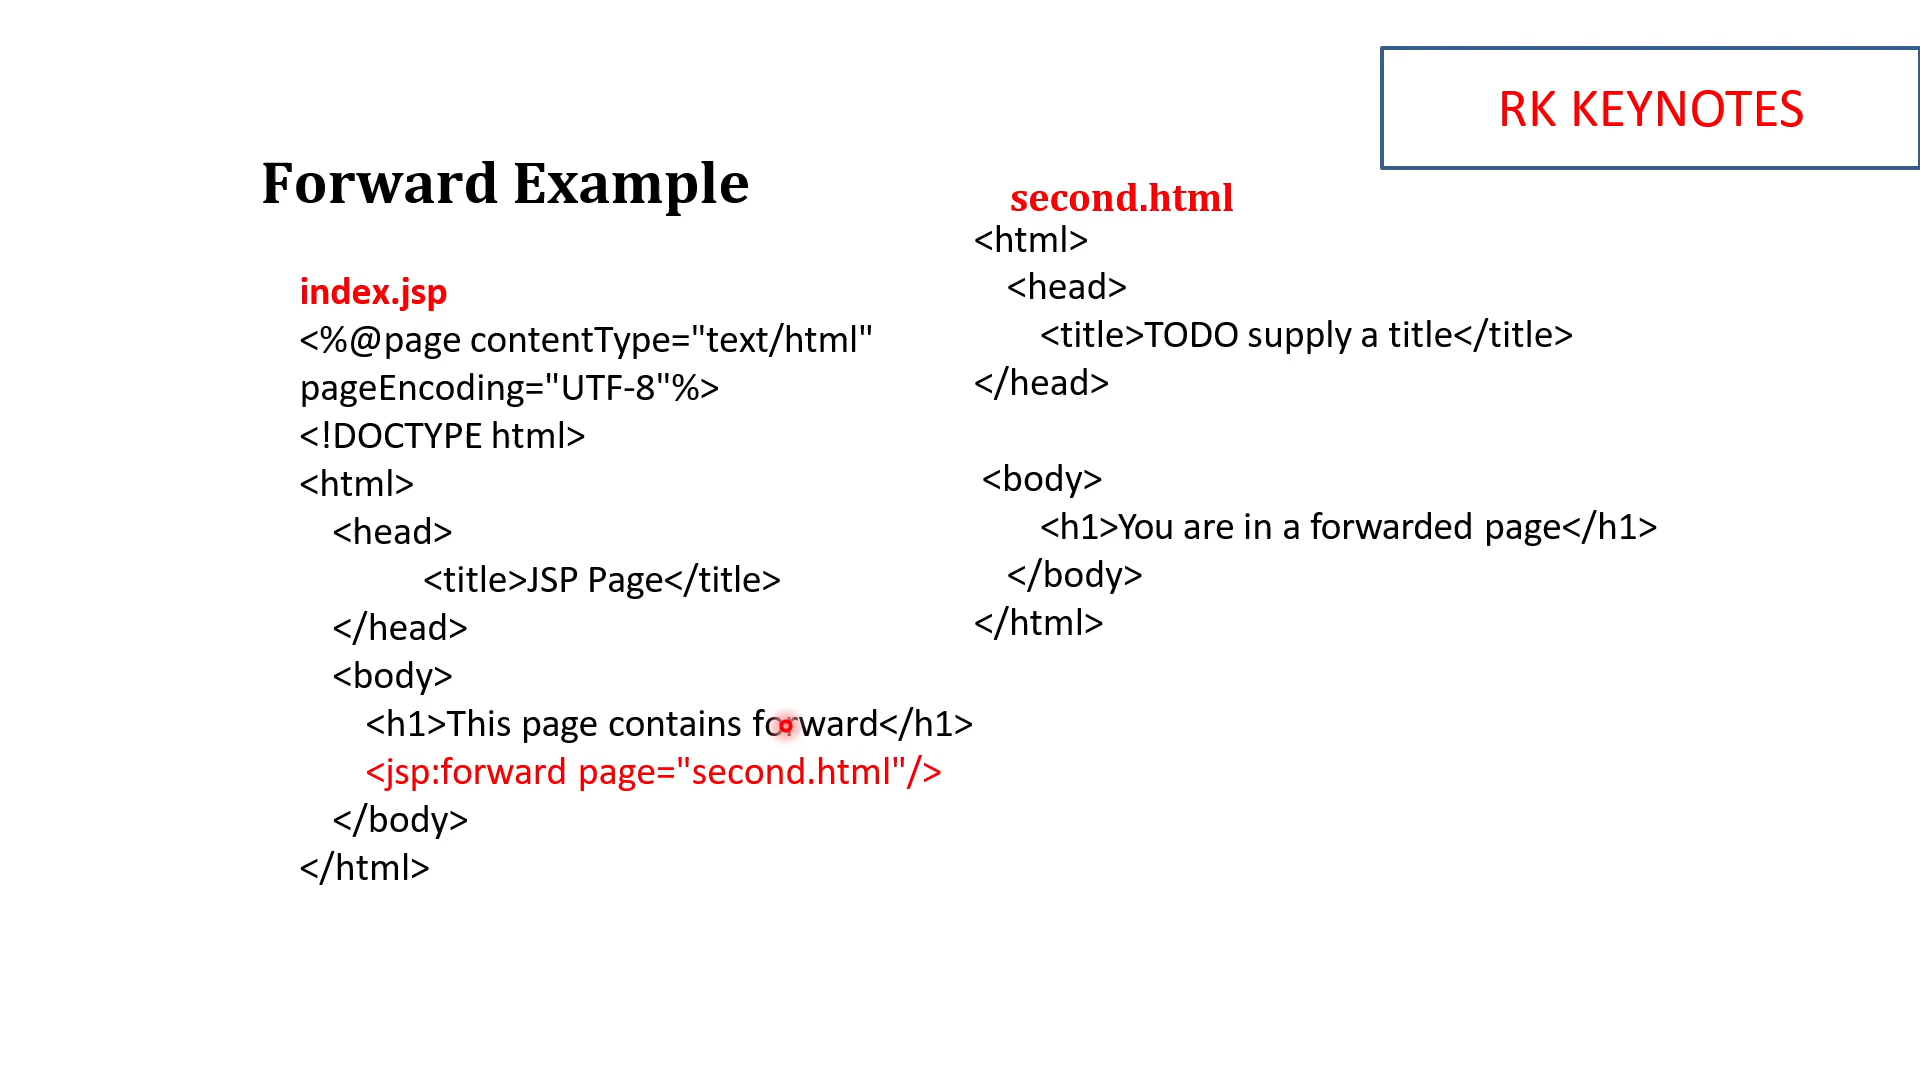 RK KEYNOTES
Forward Example
index.jsp
<%@page contentType="text/html"
pageEncoding="UTF-8"%>
<!DOCTYPE html>
<html>
<head>
<title>JSP Page</title>
</head>
<body>
<h1>This page contains forward</h1>
<jsp:forward page="second.html"/>
</body>
</html>
second.html
<html>
<head>
<title>TODO supply a title</title>
</head>
<body>
<h1>You are in a forwarded page</h1>
</body>
</html>